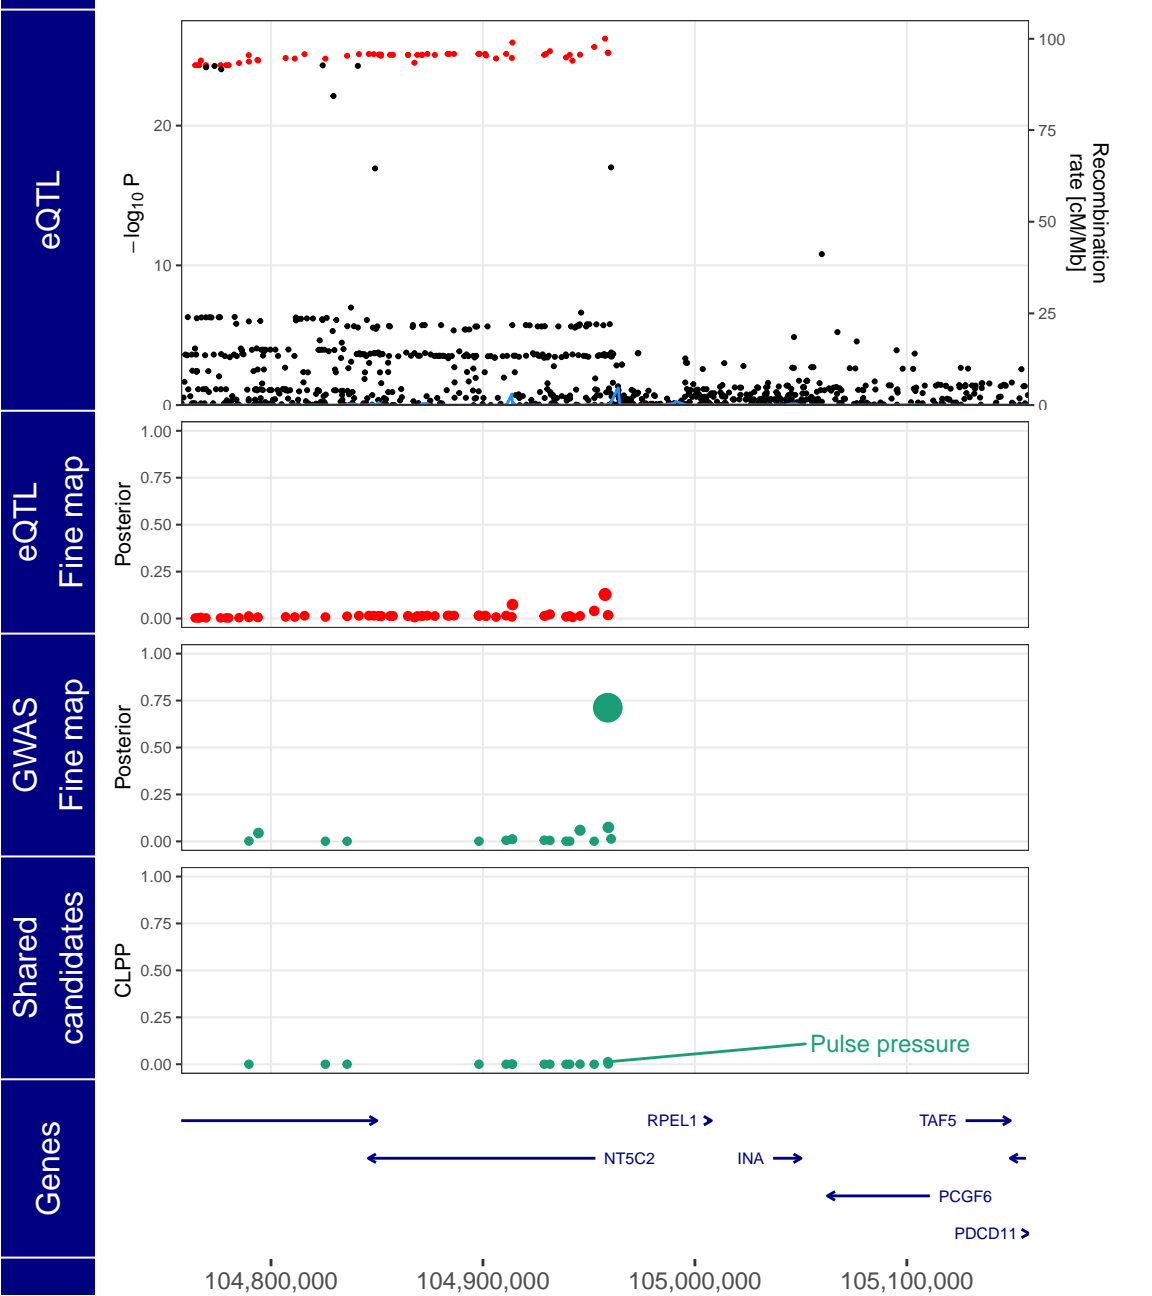 eQTL
−log10 P
20
10
0
100
75
50
25
0
Recombination
rate [cM/Mb]
eQTL
Fine map
Posterior
1.00
0.75
0.50
0.25
0.00
GWAS
Fine map
Posterior
1.00
0.75
0.50
0.25
0.00
Shared
candidates
CLPP
1.00
0.75
0.50
0.25
0.00
Pulse pressure
Genes
RPEL1
TAF5
NT5C2
INA
PCGF6
PDCD11
104,800,000
104,900,000
105,000,000
105,100,000